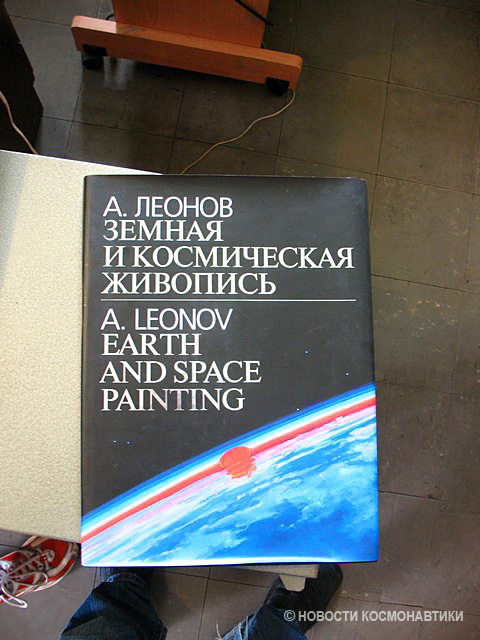 А. ЛЕОНОВ
ЗЕМНАЯ
И КОСМИЧЕСКАЯ
ЖИВОПИСЬ
A. LEONOV
EARTH
AND SPACE
PAINTING
© НОВОСТИ КОСМОНАВТИКИ